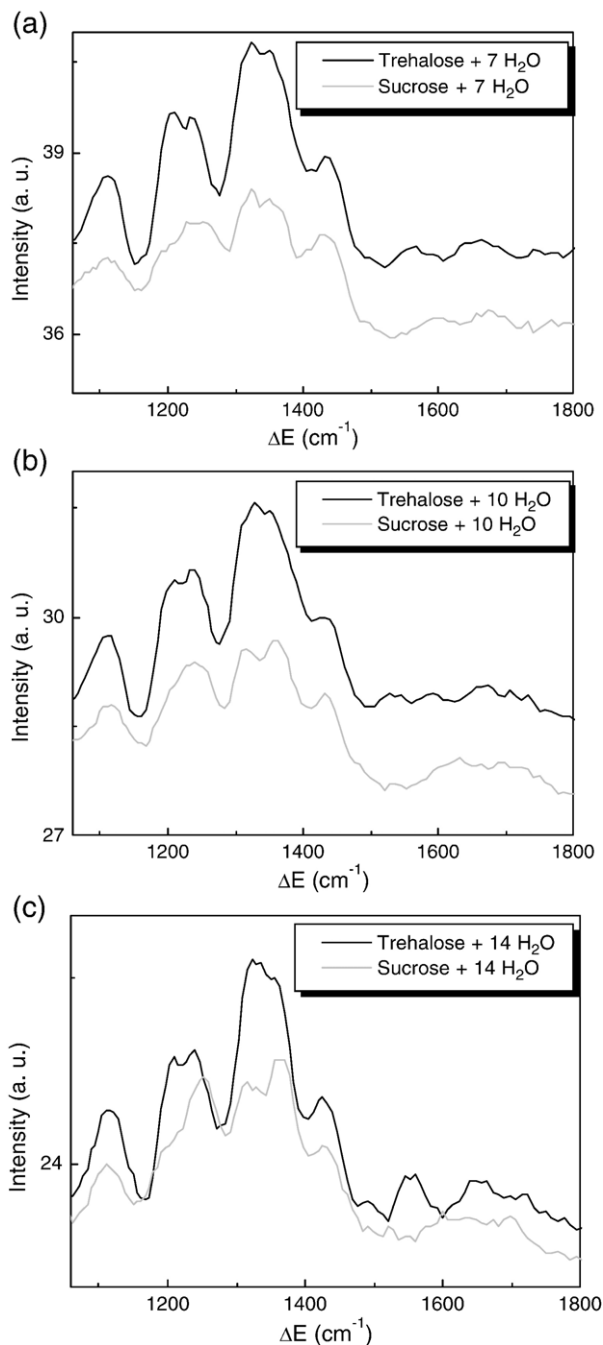 (a)
Trehalose + 7 H₂O
Sucrose + 7 H₂O
Intensity (a. u.)
39
36
1200 1400 1600 1800
ΔE (cm⁻¹)
(b)
Trehalose + 10 H₂O
Sucrose + 10 H₂O
Intensity (a. u.)
30
27
1200 1400 1600 1800
ΔE (cm⁻¹)
(c)
Trehalose + 14 H₂O
Sucrose + 14 H₂O
Intensity (a. u.)
24
1200 1400 1600 1800
ΔE (cm⁻¹)